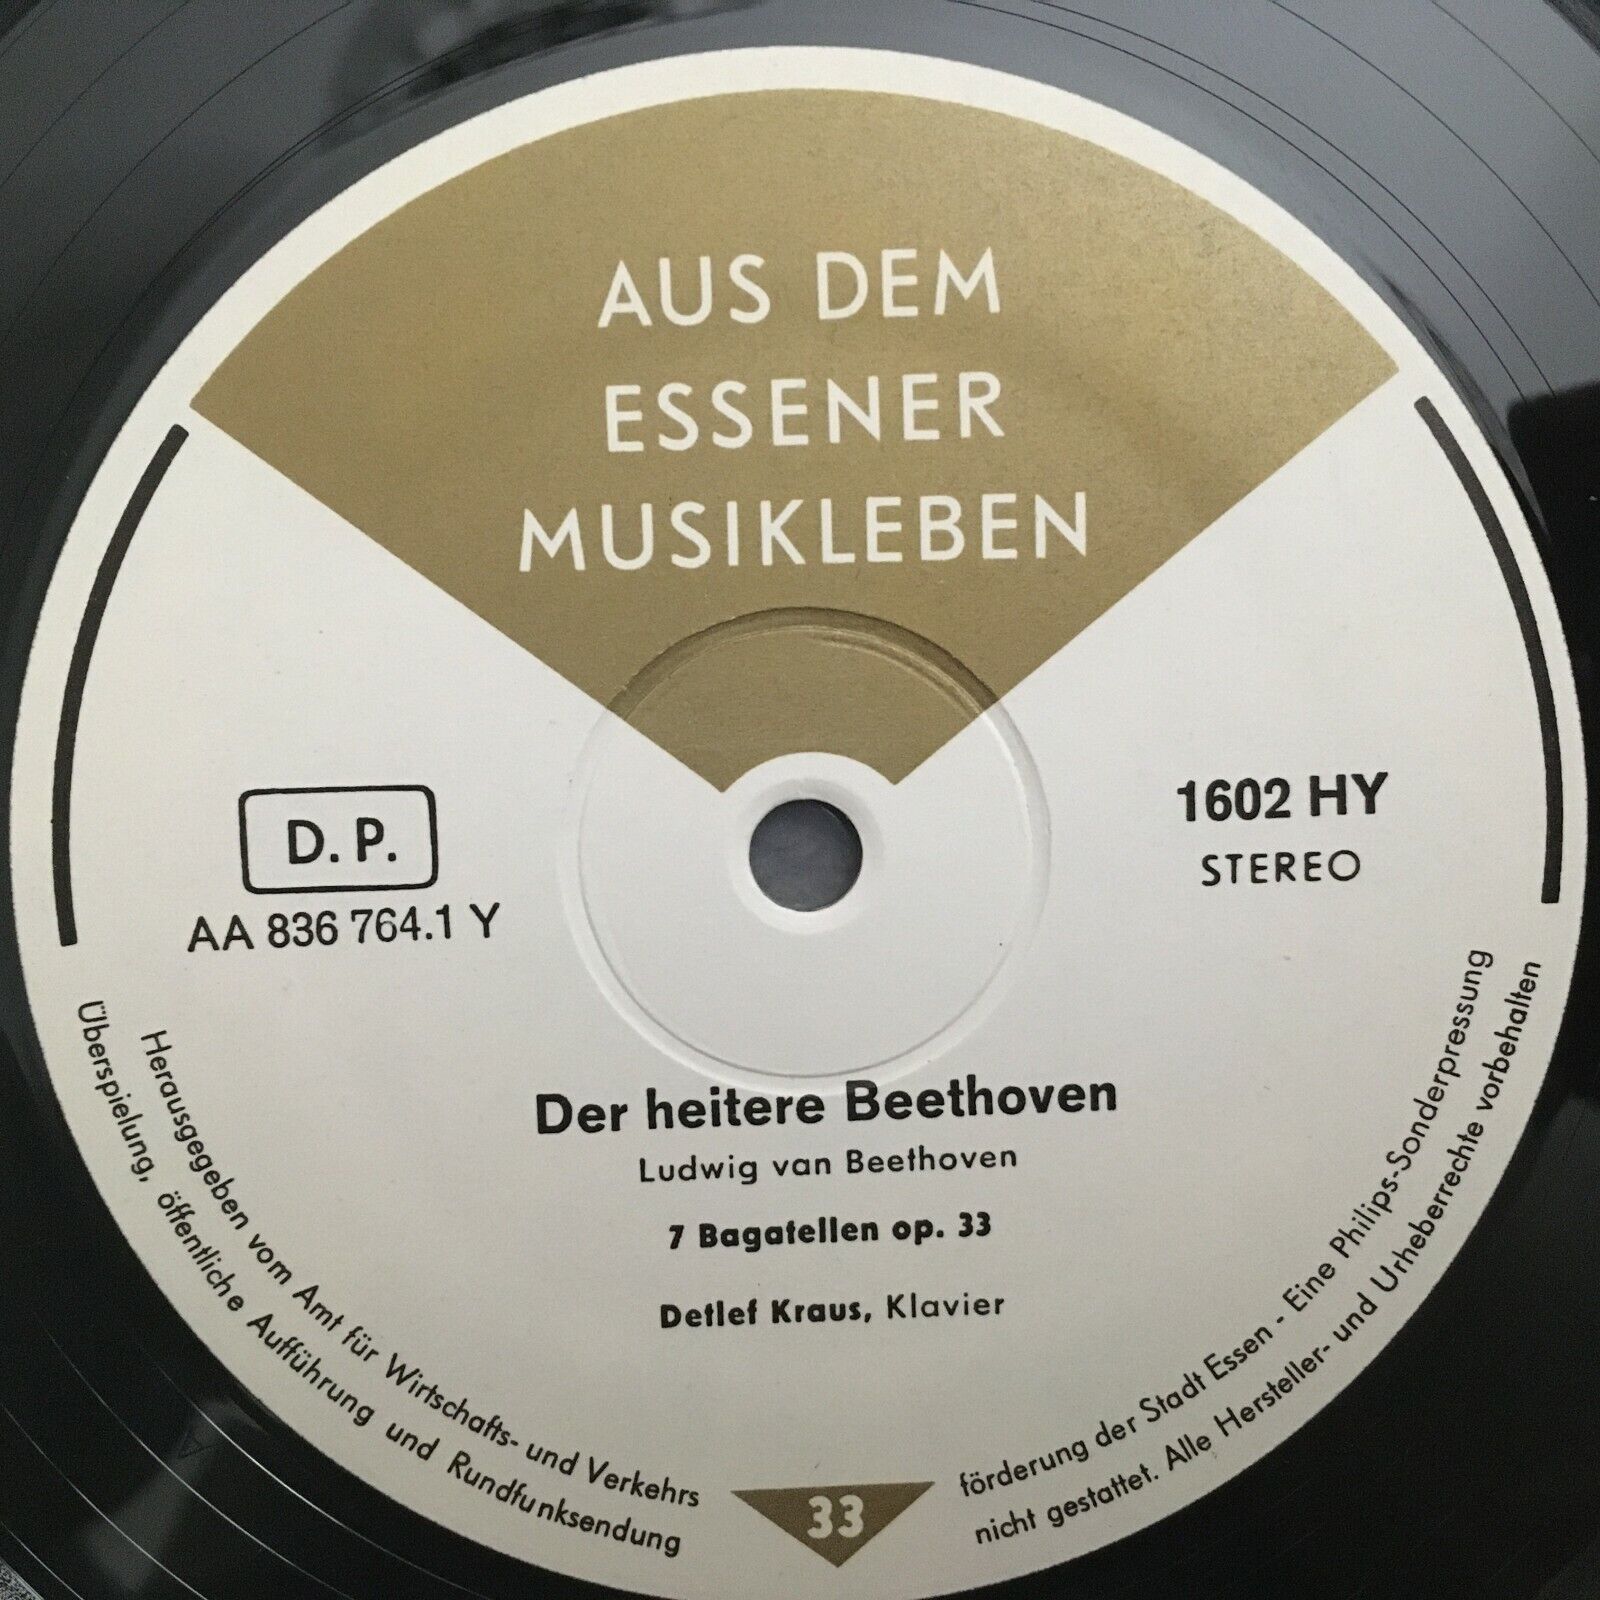 AUS DEM
ESSENER
MUSIKLEBEN
D. P.
AA 836 764.1 Y
1602 HY
STEREO
Der heitere Beethoven
Ludwig van Beethoven
7 Bagatellen op. 33
Detlef Kraus, Klavier
Herausgegeben vom Amt für Wirtschafts- und Verkehrs förderung der Stadt Essen - Eine Philips-Sonderpressung
Überspielung, öffentliche Aufführung und Rundfunksendung nicht gestattet. Alle Hersteller- und Urheberrechte vorbehalten
33